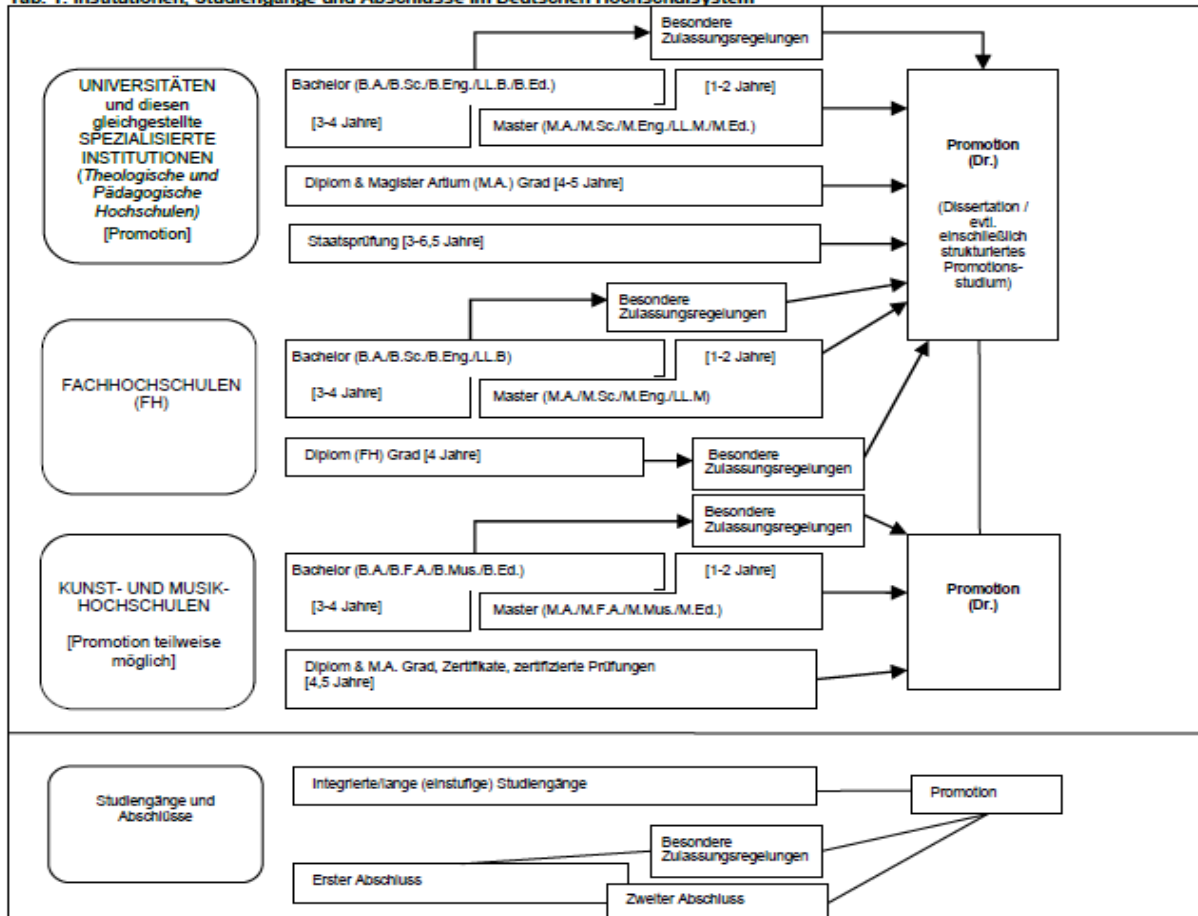 Tab. 1: Institutionen, Studiengänge und Abschlüsse im Deutschen Hochschulsystem
Besondere
Zulassungsregelungen
UNIVERSITÄTEN
und diesen
gleichgestellte
SPEZIALISIERTE
INSTITUTIONEN
(Theologische und
Pädagogische
Hochschulen)
[Promotion]
Bachelor (B.A./B.Sc./B.Eng./LL.B./B.Ed.)
[3-4 Jahre]
[1-2 Jahre]
Master (M.A./M.Sc./M.Eng./LL.M./M.Ed.)
Diplom & Magister Artium (M.A.) Grad [4-5 Jahre]
Staatsprüfung [3-6,5 Jahre]
Promotion
(Dr.)
(Dissertation /
evtl.
einschließlich
strukturiertes
Promotions-
studium)
FACHHOCHSCHULEN
(FH)
Besondere
Zulassungsregelungen
Bachelor (B.A./B.Sc./B.Eng./LL.B)
[3-4 Jahre]
[1-2 Jahre]
Master (M.A./M.Sc./M.Eng./LL.M)
Diplom (FH) Grad [4 Jahre]
Besondere
Zulassungsregelungen
KUNST- UND MUSIK-
HOCHSCHULEN
[Promotion teilweise
möglich]
Besondere
Zulassungsregelungen
Bachelor (B.A./B.F.A./B.Mus./B.Ed.)
[3-4 Jahre]
[1-2 Jahre]
Master (M.A./M.F.A./M.Mus./M.Ed.)
Diplom & M.A. Grad, Zertifikate, zertifizierte Prüfungen
[4,5 Jahre]
Promotion
(Dr.)
Studiengänge und
Abschlüsse
Integrierte/lange (einstufige) Studiengänge
Promotion
Besondere
Zulassungsregelungen
Erster Abschluss
Zweiter Abschluss